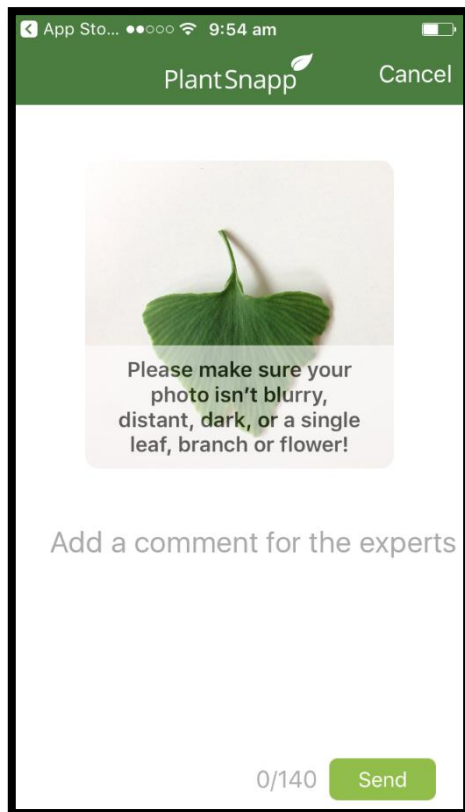 App Sto... 9:54 am
PlantSnapp Cancel
Please make sure your
photo isn't blurry,
distant, dark, or a single
leaf, branch or flower!
Add a comment for the experts
0/140 Send